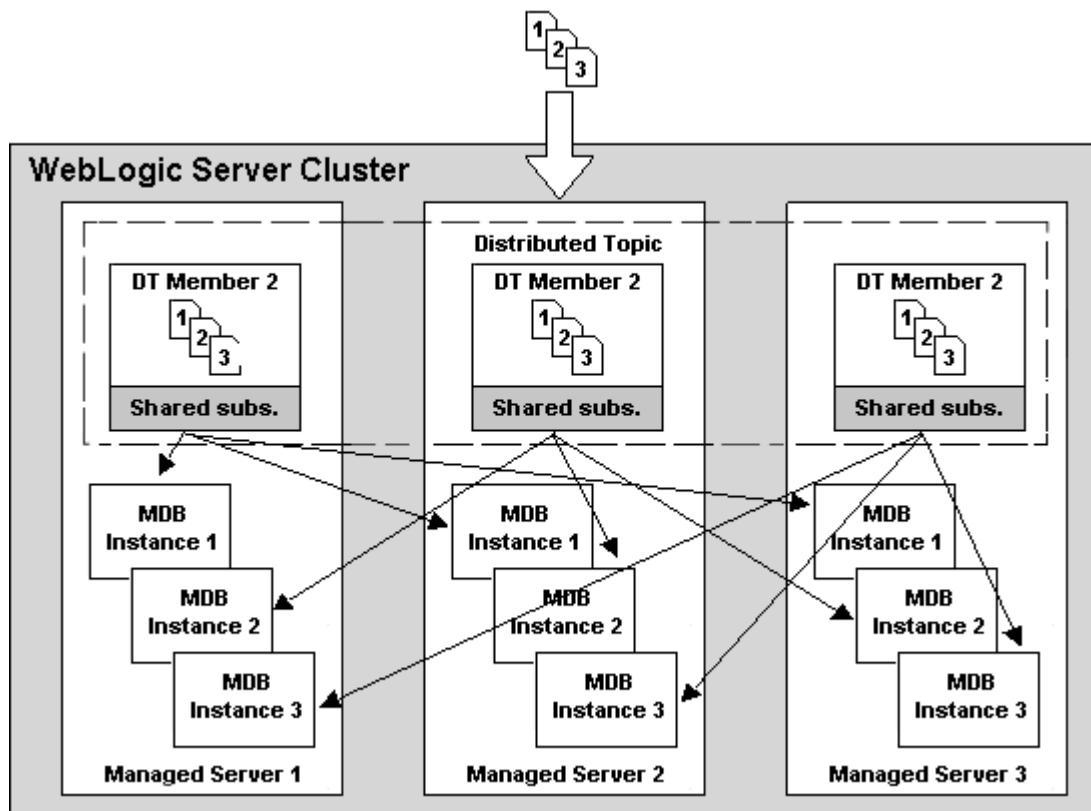 1
2
3
WebLogic Server Cluster
Distributed Topic
DT Member 2
1
2
3
Shared subs.
DT Member 2
1
2
3
Shared subs.
DT Member 2
1
2
3
Shared subs.
MDB
Instance 1
MDB
Instance 2
MDB
Instance 3
Managed Server 1
MDB
Instance 1
MDB
Instance 2
MDB
Instance 3
Managed Server 2
MDB
Instance 1
MDB
Instance 2
MDB
Instance 3
Managed Server 3